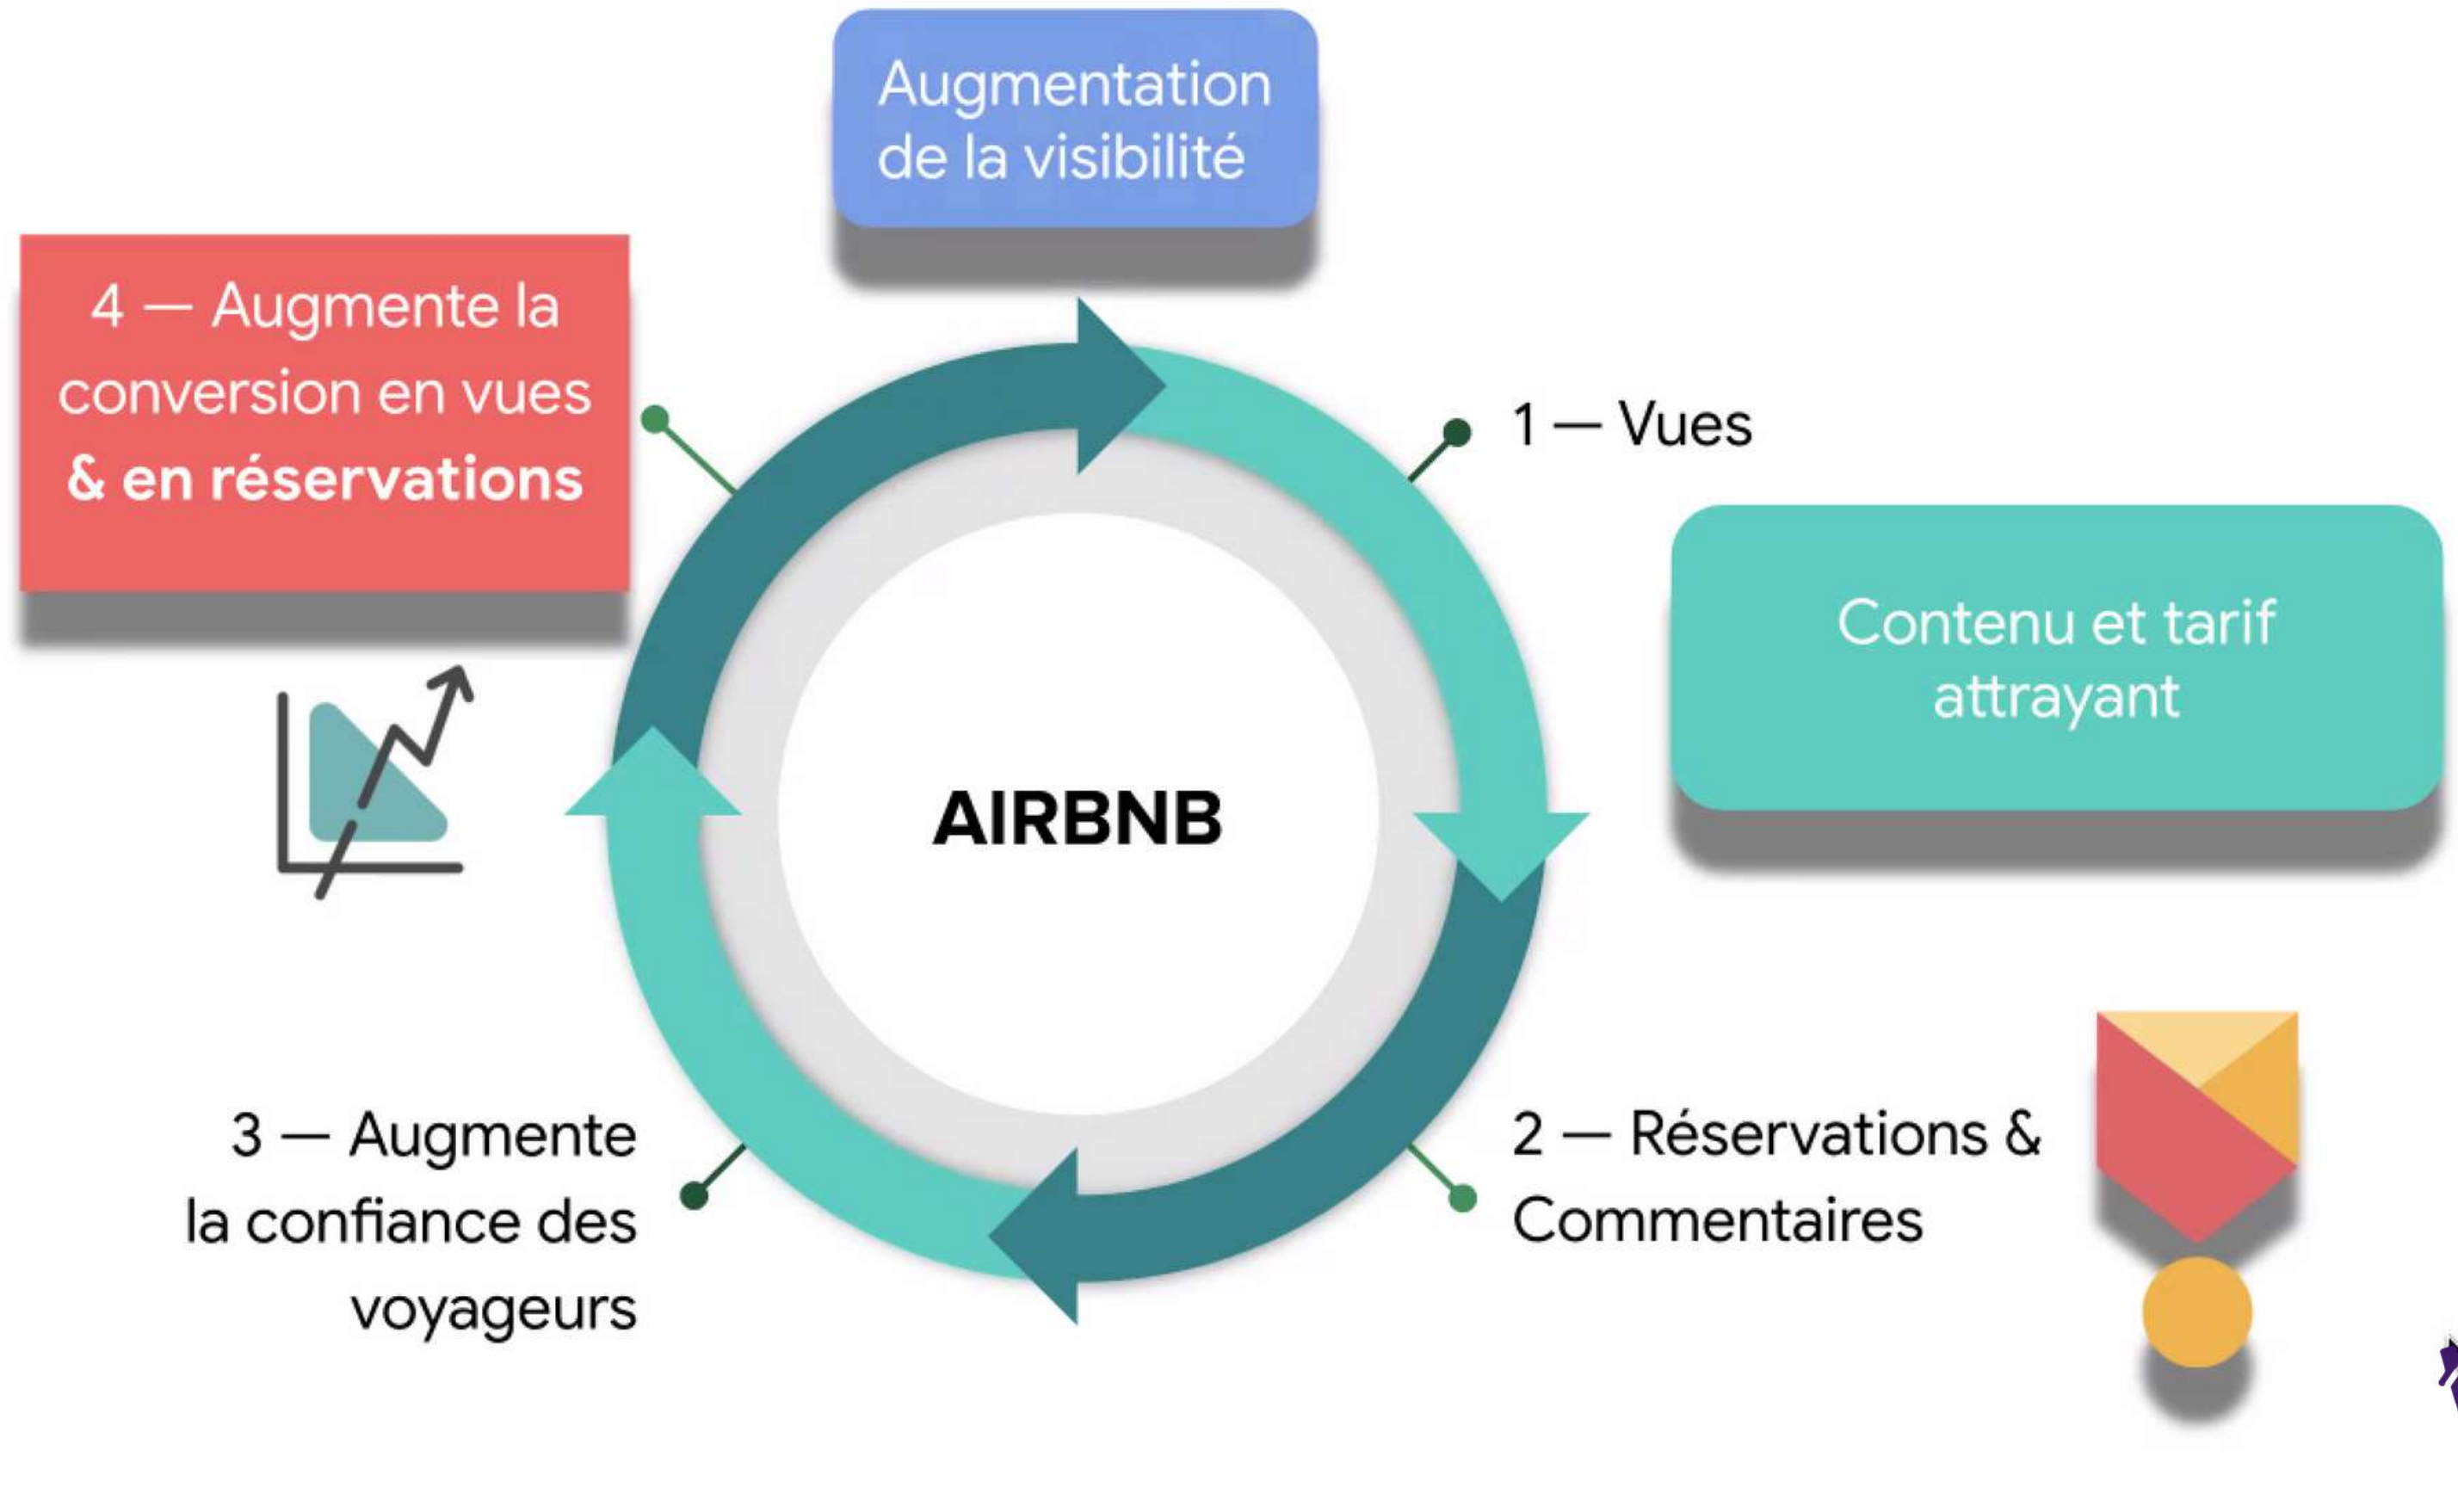 Augmentation
de la visibilité
4 — Augmente la
conversion en vues
& en réservations
1 — Vues
Contenu et tarif
attrayant
AIRBNB
3 — Augmente
la confiance des
voyageurs
2 — Réservations &
Commentaires